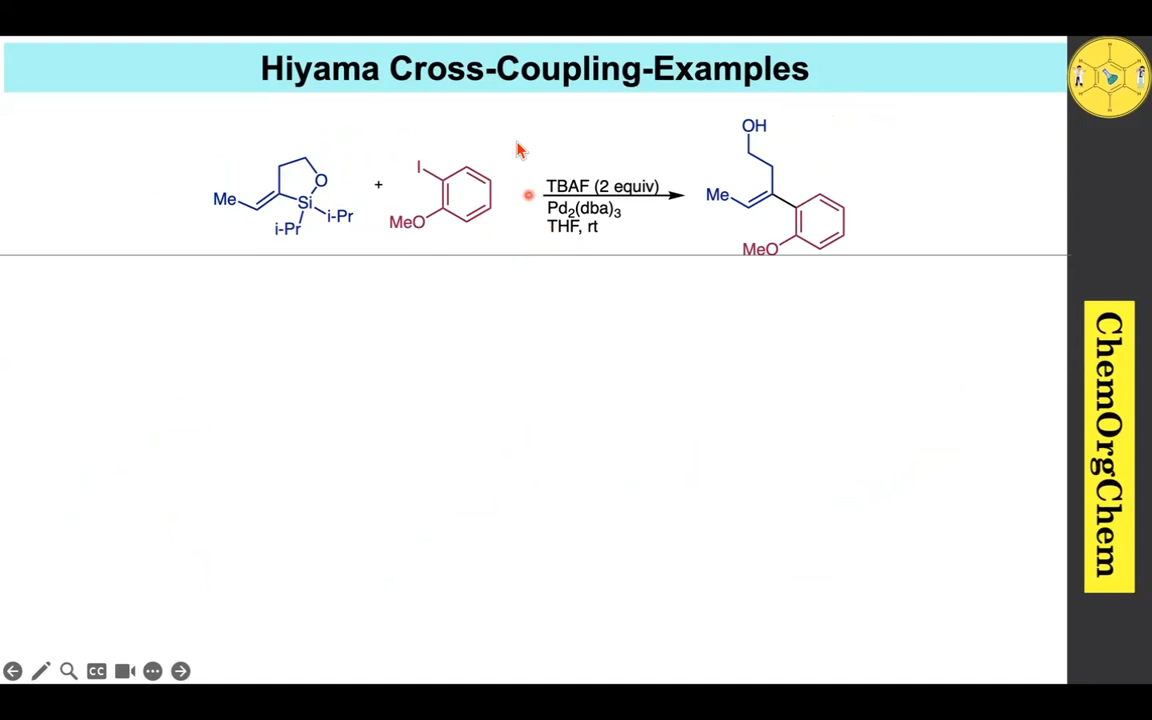 Hiyama Cross-Coupling-Examples
OH
I
O
Me
Si
i-Pr
i-Pr
+
MeO
TBAF (2 equiv)
Pd2(dba)3
THF, rt
Me
MeO
ChemOrgChem
CC